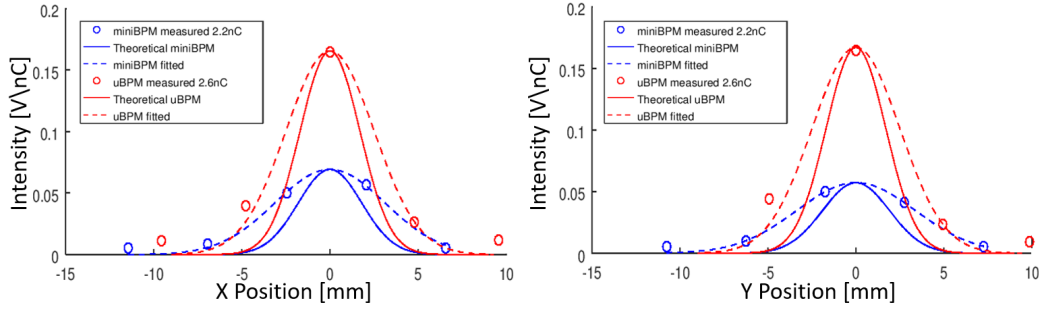 0.2
0.15
0.1
0.05
0
Intensity [V\nC]
miniBPM measured 2.2nC
Theoretical miniBPM
miniBPM fitted
uBPM measured 2.6nC
Theoretical uBPM
uBPM fitted
-15 -10 -5 0 5 10
X Position [mm]
0.2
0.15
0.1
0.05
0
Intensity [V\nC]
miniBPM measured 2.2nC
Theoretical miniBPM
miniBPM fitted
uBPM measured 2.6nC
Theoretical uBPM
uBPM fitted
-15 -10 -5 0 5 10
Y Position [mm]